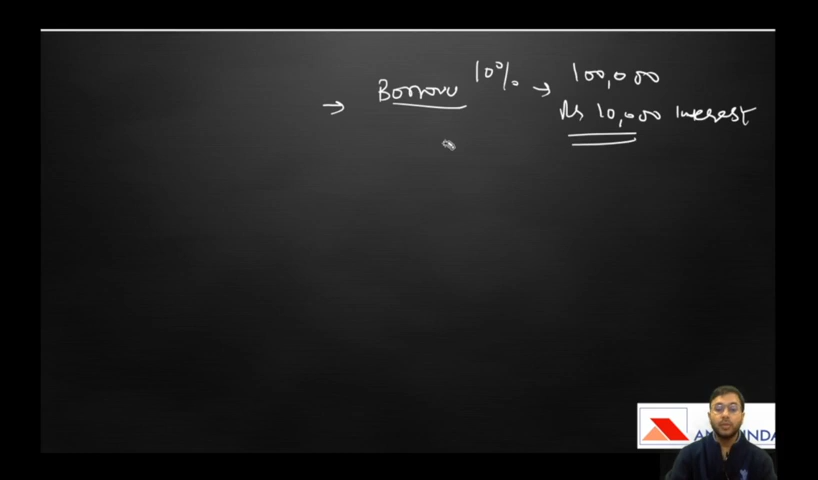 → Borrow 10% → 100,000
Rs 10,000 interest